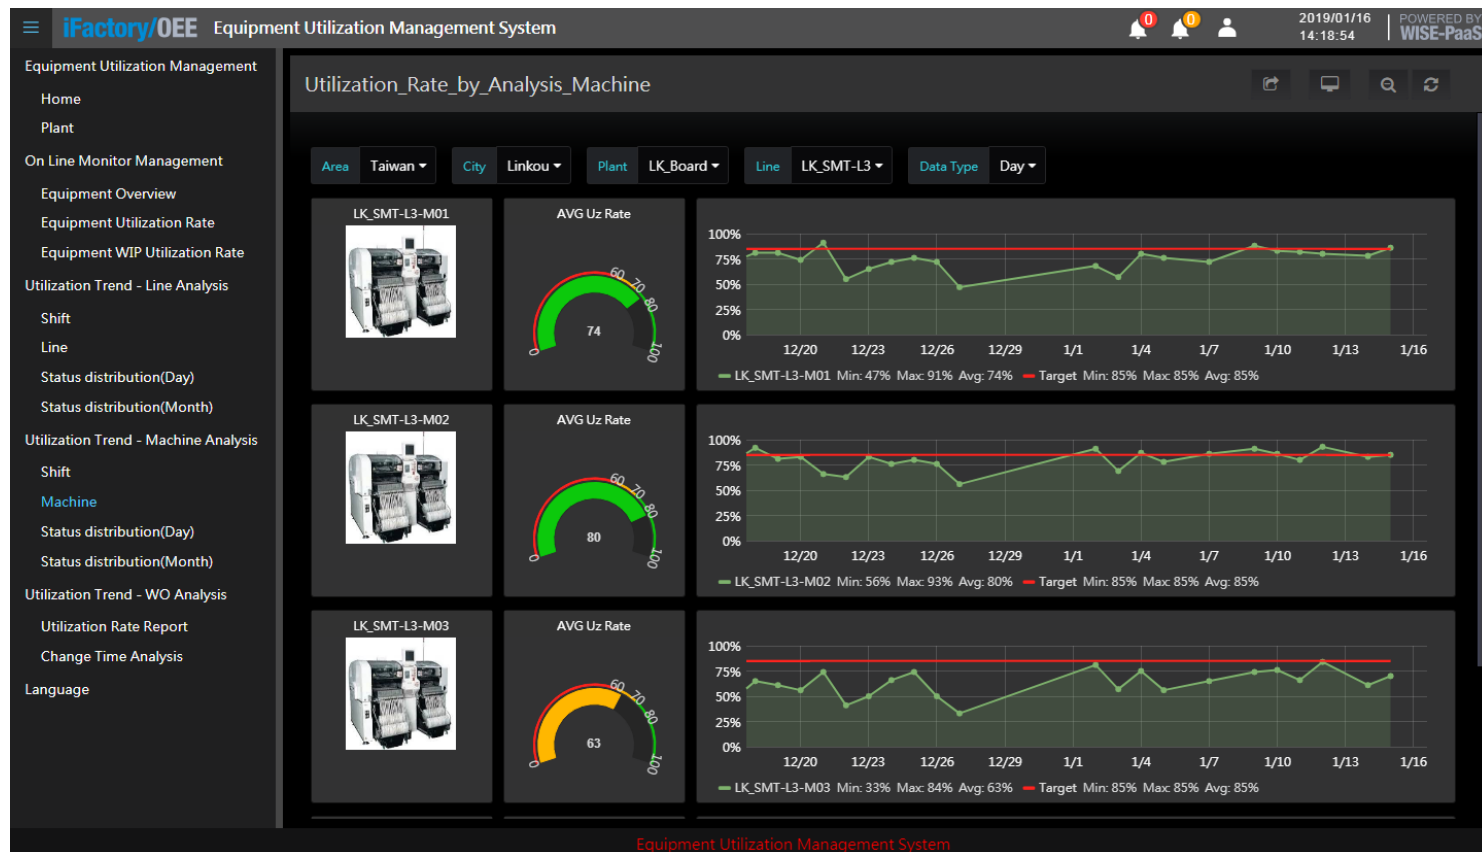 iFactory/OEE Equipment Utilization Management System
0
0
2019/01/16
14:18:54
POWERED BY
WISE-PaaS
Equipment Utilization Management
Home
Plant
On Line Monitor Management
Equipment Overview
Equipment Utilization Rate
Equipment WIP Utilization Rate
Utilization Trend - Line Analysis
Shift
Line
Status distribution(Day)
Status distribution(Month)
Utilization Trend - Machine Analysis
Shift
Machine
Status distribution(Day)
Status distribution(Month)
Utilization Trend - WO Analysis
Utilization Rate Report
Change Time Analysis
Language
Utilization_Rate_by_Analysis_Machine
Area Taiwan City Linkou Plant LK_Board Line LK_SMT-L3 Data Type Day
LK_SMT-L3-M01
AVG Uz Rate
0 60 70 80 100
74
100%
75%
50%
25%
0%
12/20 12/23 12/26 12/29 1/1 1/4 1/7 1/10 1/13 1/16
LK_SMT-L3-M01 Min: 47% Max: 91% Avg: 74% Target Min: 85% Max: 85% Avg: 85%
LK_SMT-L3-M02
AVG Uz Rate
0 60 70 80 100
80
100%
75%
50%
25%
0%
12/20 12/23 12/26 12/29 1/1 1/4 1/7 1/10 1/13 1/16
LK_SMT-L3-M02 Min: 56% Max: 93% Avg: 80% Target Min: 85% Max: 85% Avg: 85%
LK_SMT-L3-M03
AVG Uz Rate
0 60 70 80 100
63
100%
75%
50%
25%
0%
12/20 12/23 12/26 12/29 1/1 1/4 1/7 1/10 1/13 1/16
LK_SMT-L3-M03 Min: 33% Max: 84% Avg: 63% Target Min: 85% Max: 85% Avg: 85%
Equipment Utilization Management System